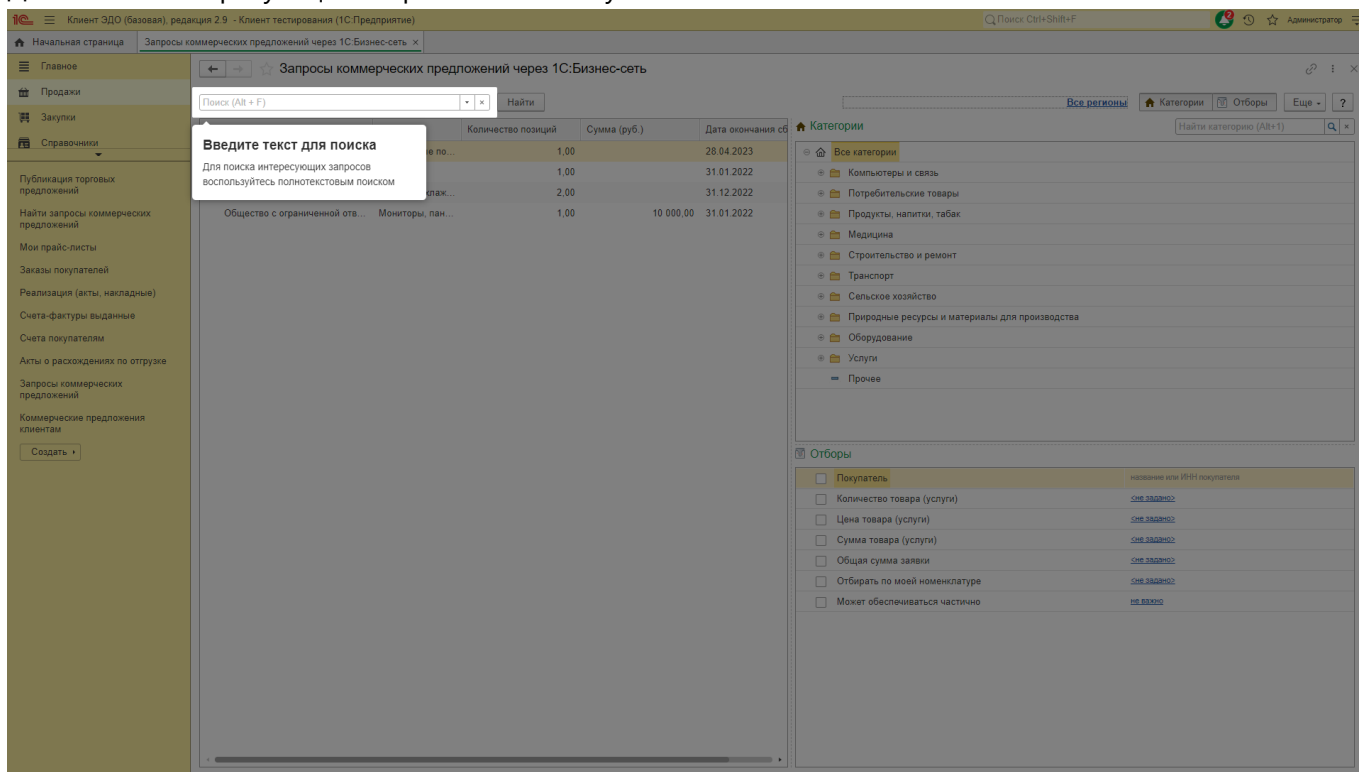 Клиент ЭДО (базовая), редакция 2.9 - Клиент тестирования (1С:Предприятие)
Поиск Ctrl+Shift+F
2
Администратор
Начальная страница
Запросы коммерческих предложений через 1С:Бизнес-сеть ×
Главное
Продажи
Закупки
Справочники
Публикация торговых
предложений
Найти запросы коммерческих
предложений
Мои прайс-листы
Заказы покупателей
Реализация (акты, накладные)
Счета-фактуры выданные
Счета покупателям
Акты о расхождениях по отгрузке
Запросы коммерческих
предложений
Коммерческие предложения
клиентам
Создать
Запросы коммерческих предложений через 1С:Бизнес-сеть
Поиск (Alt + F)
Найти
Все регионы
Категории
Отборы
Еще
?
Введите текст для поиска
Для поиска интересующих запросов
воспользуйтесь полнотекстовым поиском
Количество позиций Сумма (руб.) Дата окончания сб
е по... 1,00 28.04.2023
1,00 31.01.2022
клаж... 2,00 31.12.2022
Общество с ограниченной отв... Мониторы, пан... 1,00 10 000,00 31.01.2022
Категории
Найти категорию (Alt+1)
Все категории
Компьютеры и связь
Потребительские товары
Продукты, напитки, табак
Медицина
Строительство и ремонт
Транспорт
Сельское хозяйство
Природные ресурсы и материалы для производства
Оборудование
Услуги
Прочее
Отборы
Покупатель название или ИНН покупателя
Количество товара (услуги) <не задано>
Цена товара (услуги) <не задано>
Сумма товара (услуги) <не задано>
Общая сумма заявки <не задано>
Отбирать по моей номенклатуре <не задано>
Может обеспечиваться частично не важно